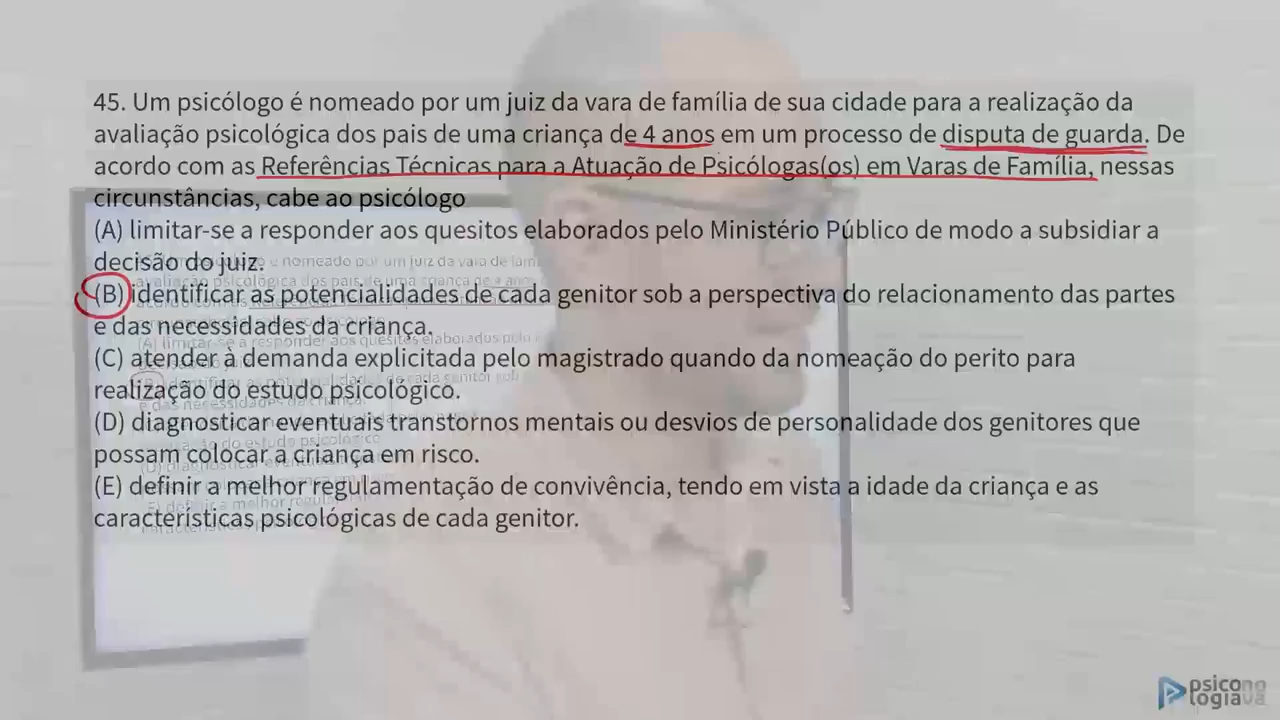 45. Um psicólogo é nomeado por um juiz da vara de família de sua cidade para a realização da
avaliação psicológica dos pais de uma criança de 4 anos em um processo de disputa de guarda. De
acordo com as Referências Técnicas para a Atuação de Psicólogas(os) em Varas de Família, nessas
circunstâncias, cabe ao psicólogo
(A) limitar-se a responder aos quesitos elaborados pelo Ministério Público de modo a subsidiar a
decisão do juiz.
(B) identificar as potencialidades de cada genitor sob a perspectiva do relacionamento das partes
e das necessidades da criança.
(C) atender à demanda explicitada pelo magistrado quando da nomeação do perito para
realização do estudo psicológico.
(D) diagnosticar eventuais transtornos mentais ou desvios de personalidade dos genitores que
possam colocar a criança em risco.
(E) definir a melhor regulamentação de convivência, tendo em vista a idade da criança e as
características psicológicas de cada genitor.
psico
logia